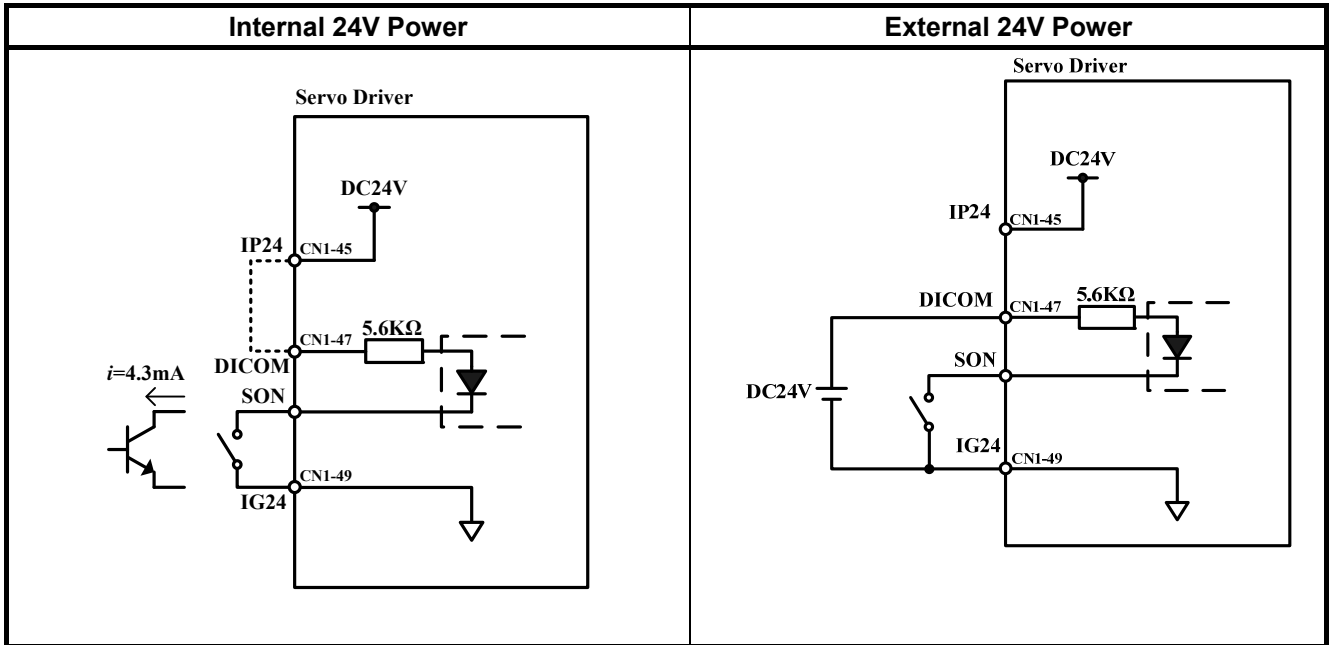 Internal 24V Power
External 24V Power
Servo Driver
DC24V
IP24
CN1-45
CN1-47
5.6KΩ
DICOM
i=4.3mA
SON
CN1-49
IG24
Servo Driver
DC24V
IP24
CN1-45
DICOM
CN1-47
5.6KΩ
SON
DC24V
IG24
CN1-49